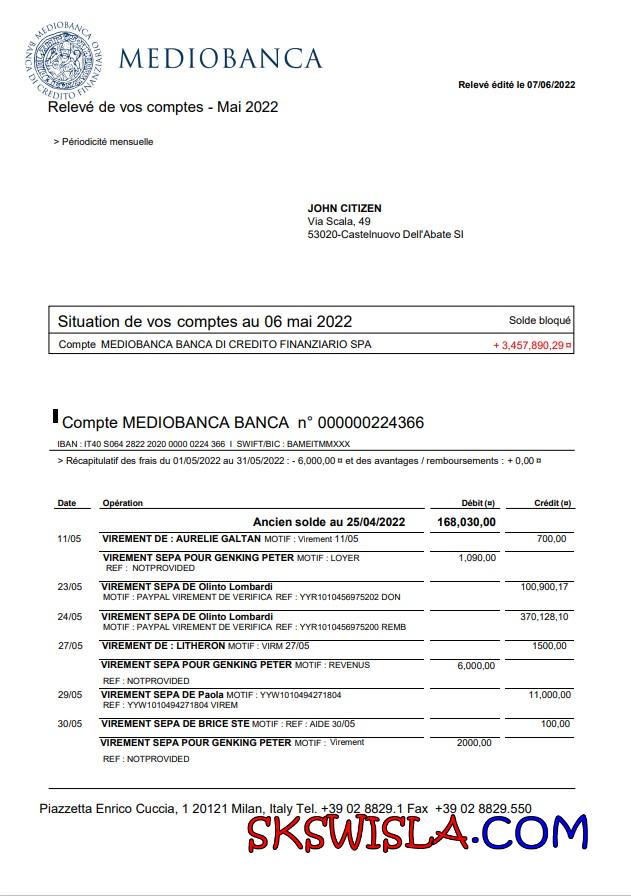 MEDIOBANCA
BANCA DI CREDITO FINANZIARIO
MEDIOBANCA
Relevé édité le 07/06/2022
Relevé de vos comptes - Mai 2022
> Périodicité mensuelle
JOHN CITIZEN
Via Scala, 49
53020-Castelnuovo Dell'Abate SI
Situation de vos comptes au 06 mai 2022 Solde bloqué
Compte MEDIOBANCA BANCA DI CREDITO FINANZIARIO SPA + 3,457,890,29 ¤
Compte MEDIOBANCA BANCA n° 000000224366
IBAN : IT40 S064 2822 2020 0000 0224 366 I SWIFT/BIC : BAMEITMMXXX
> Récapitulatif des frais du 01/05/2022 au 31/05/2022 : - 6,000,00 ¤ et des avantages / remboursements : + 0,00 ¤
Date Opération Débit (¤) Crédit (¤)
Ancien solde au 25/04/2022 168,030,00
11/05 VIREMENT DE : AURELIE GALTAN MOTIF : Virement 11/05 700,00
VIREMENT SEPA POUR GENKING PETER MOTIF : LOYER 1,090,00
REF : NOTPROVIDED
23/05 VIREMENT SEPA DE Olinto Lombardi 100,900,17
MOTIF : PAYPAL VIREMENT DE VERIFICA REF : YYR1010456975202 DON
24/05 VIREMENT SEPA DE Olinto Lombardi 370,128,10
MOTIF : PAYPAL VIREMENT DE VERIFICA REF : YYR1010456975200 REMB
27/05 VIREMENT DE : LITHERON MOTIF : VIRM 27/05 1500,00
VIREMENT SEPA POUR GENKING PETER MOTIF : REVENUS 6,000,00
REF : NOTPROVIDED
29/05 VIREMENT SEPA DE Paola MOTIF : YYW1010494271804 11,000,00
REF : YYW1010494271804 VIREM
30/05 VIREMENT SEPA DE BRICE STE MOTIF : REF : AIDE 30/05 100,00
VIREMENT SEPA POUR GENKING PETER MOTIF : Virement 2000,00
REF : NOTPROVIDED
Piazzetta Enrico Cuccia, 1 20121 Milan, Italy Tel. +39 02 8829.1 Fax +39 02 8829.550
SKSWISLA.COM